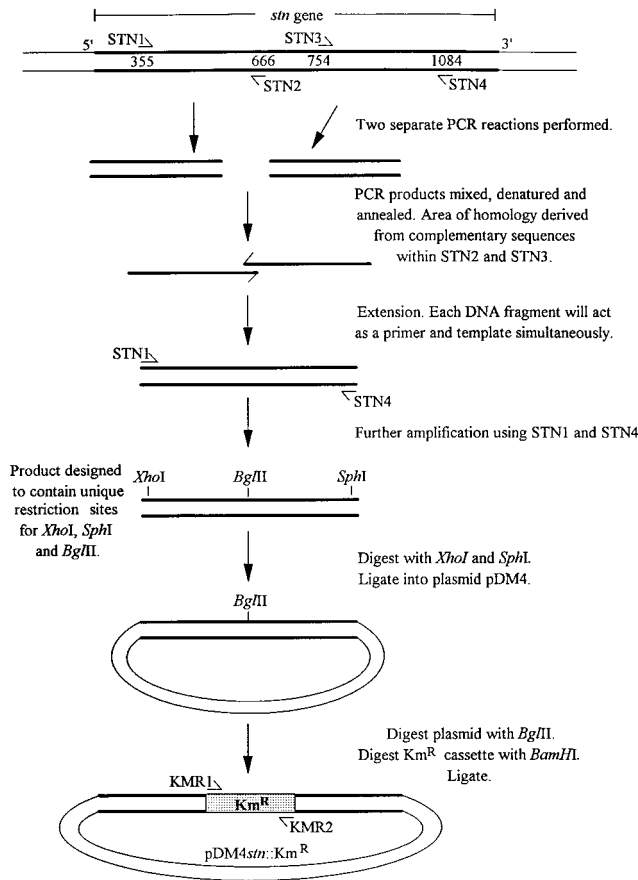 stn gene
5' STN1 STN3 3'
355 666 754 1084
STN2 STN4
Two separate PCR reactions performed.
PCR products mixed, denatured and
annealed. Area of homology derived
from complementary sequences
within STN2 and STN3.
Extension. Each DNA fragment will act
as a primer and template simultaneously.
STN1
STN4
Further amplification using STN1 and STN4
Product designed
to contain unique
restriction sites
for XhoI, SphI
and BglII.
XhoI BglII SphI
Digest with XhoI and SphI.
Ligate into plasmid pDM4.
BglII
Digest plasmid with BglII.
Digest KmR cassette with BamHI.
Ligate.
KMR1
KmR
KMR2
pDM4stn::KmR